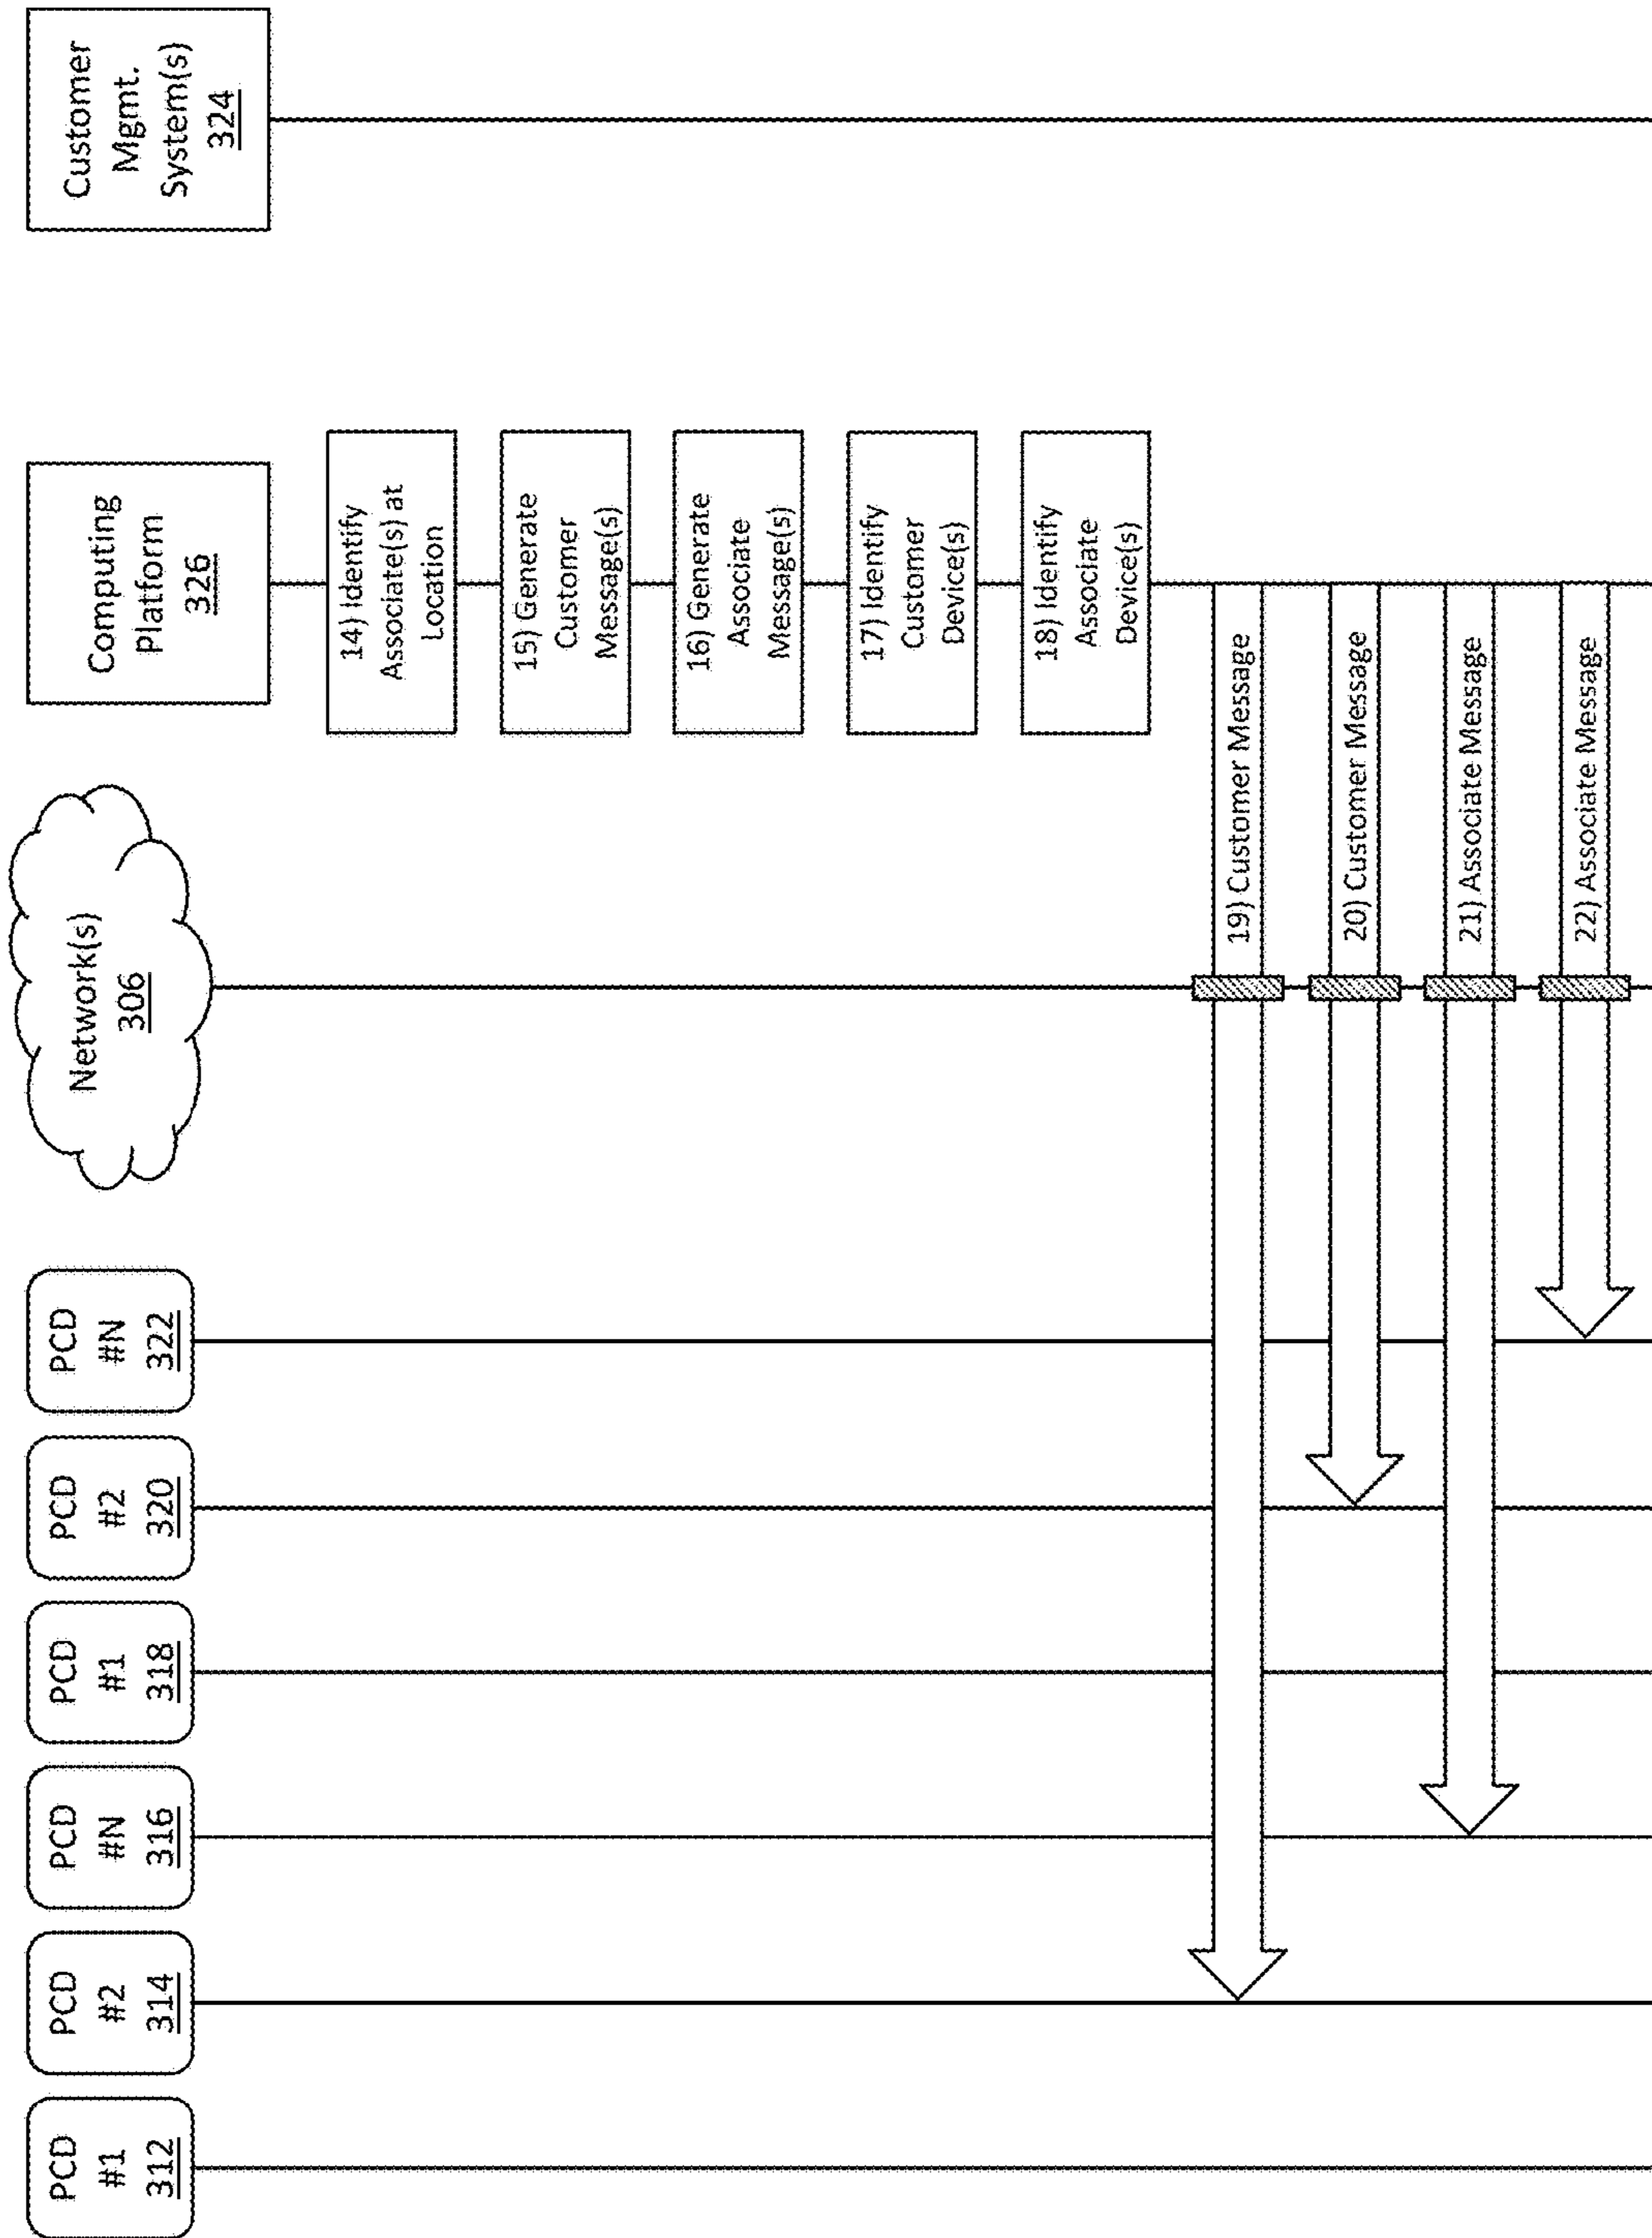 PCD
#1
312
PCD
#2
314
PCD
#N
316
PCD
#1
318
PCD
#2
320
PCD
#N
322
Network(s)
306
Computing
Platform
326
Customer
Mgmt.
System(s)
324
14) Identify
Associate(s) at
Location
15) Generate
Customer
Message(s)
16) Generate
Associate
Message(s)
17) Identify
Customer
Device(s)
18) Identify
Associate
Device(s)
19) Customer Message
20) Customer Message
21) Associate Message
22) Associate Message